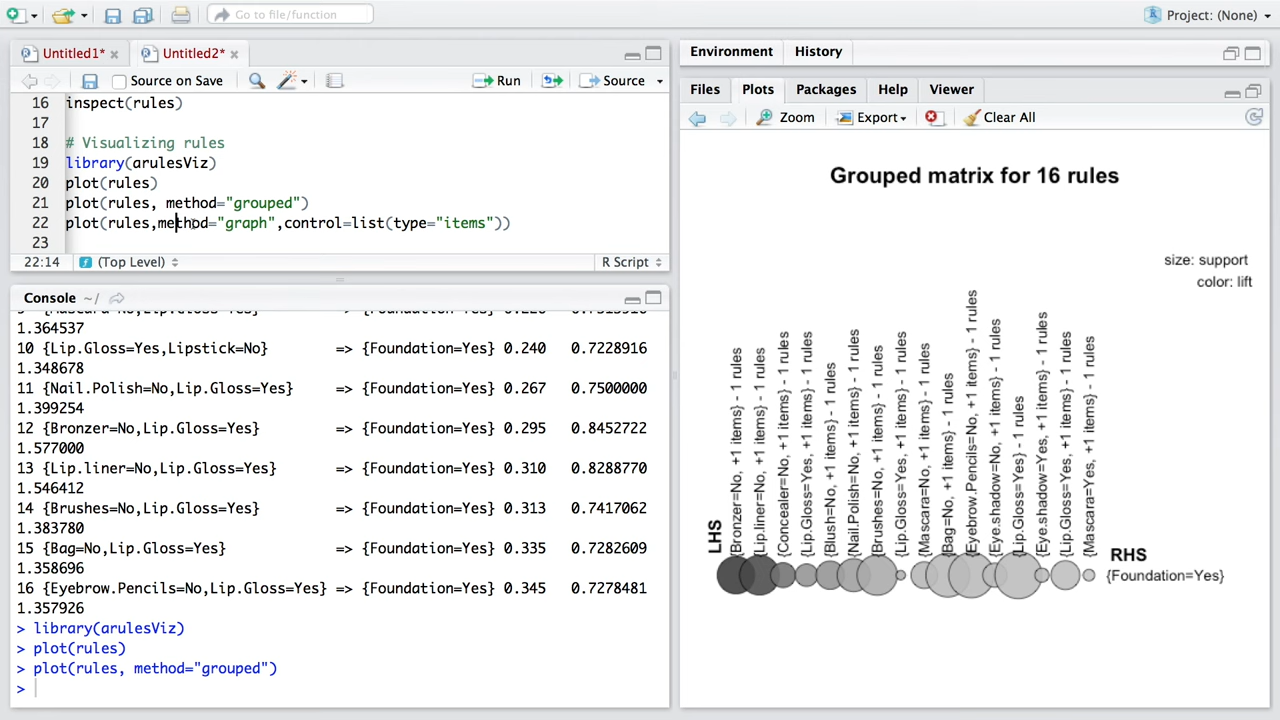 Go to file/function
Project: (None)
Untitled1*
Untitled2*
Source on Save
Run
Source
16 inspect(rules)
17
18 # Visualizing rules
19 library(arulesViz)
20 plot(rules)
21 plot(rules, method="grouped")
22 plot(rules,method="graph",control=list(type="items"))
23
22:14
(Top Level)
R Script
Console ~/
1.364537
10 {Lip.Gloss=Yes,Lipstick=No} => {Foundation=Yes} 0.240 0.7228916
1.348678
11 {Nail.Polish=No,Lip.Gloss=Yes} => {Foundation=Yes} 0.267 0.7500000
1.399254
12 {Bronzer=No,Lip.Gloss=Yes} => {Foundation=Yes} 0.295 0.8452722
1.577000
13 {Lip.liner=No,Lip.Gloss=Yes} => {Foundation=Yes} 0.310 0.8288770
1.546412
14 {Brushes=No,Lip.Gloss=Yes} => {Foundation=Yes} 0.313 0.7417062
1.383780
15 {Bag=No,Lip.Gloss=Yes} => {Foundation=Yes} 0.335 0.7282609
1.358696
16 {Eyebrow.Pencils=No,Lip.Gloss=Yes} => {Foundation=Yes} 0.345 0.7278481
1.357926
> library(arulesViz)
> plot(rules)
> plot(rules, method="grouped")
>
Environment
History
Files
Plots
Packages
Help
Viewer
Zoom
Export
Clear All
Grouped matrix for 16 rules
size: support
color: lift
LHS
{Bronzer=No, +1 items} - 1 rules
{Lip.liner=No, +1 items} - 1 rules
{Concealer=No, +1 items} - 1 rules
{Lip.Gloss=Yes, +1 items} - 1 rules
{Blush=No, +1 items} - 1 rules
{Nail.Polish=No, +1 items} - 1 rules
{Brushes=No, +1 items} - 1 rules
{Lip.Gloss=Yes, +1 items} - 1 rules
{Mascara=No, +1 items} - 1 rules
{Bag=No, +1 items} - 1 rules
{Eyebrow.Pencils=No, +1 items} - 1 rules
{Eye.shadow=No, +1 items} - 1 rules
{Lip.Gloss=Yes} - 1 rules
{Eye.shadow=Yes, +1 items} - 1 rules
{Lip.Gloss=Yes, +1 items} - 1 rules
{Mascara=Yes, +1 items} - 1 rules
RHS
{Foundation=Yes}